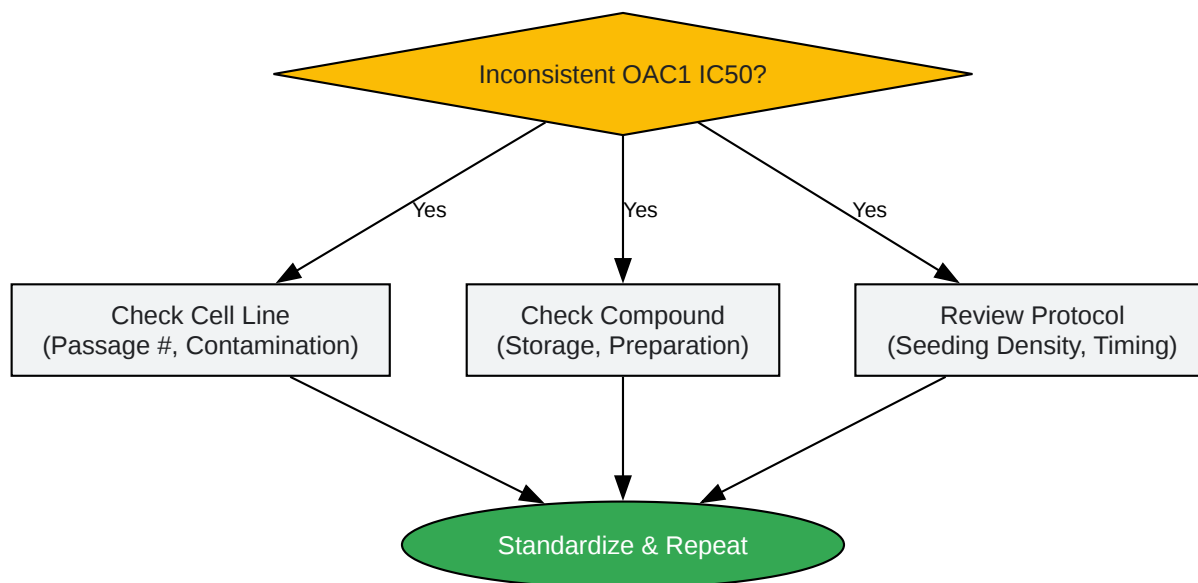 Inconsistent OAC1 IC50?
Yes
Yes
Yes
Check Cell Line
(Passage #, Contamination)
Check Compound
(Storage, Preparation)
Review Protocol
(Seeding Density, Timing)
Standardize & Repeat